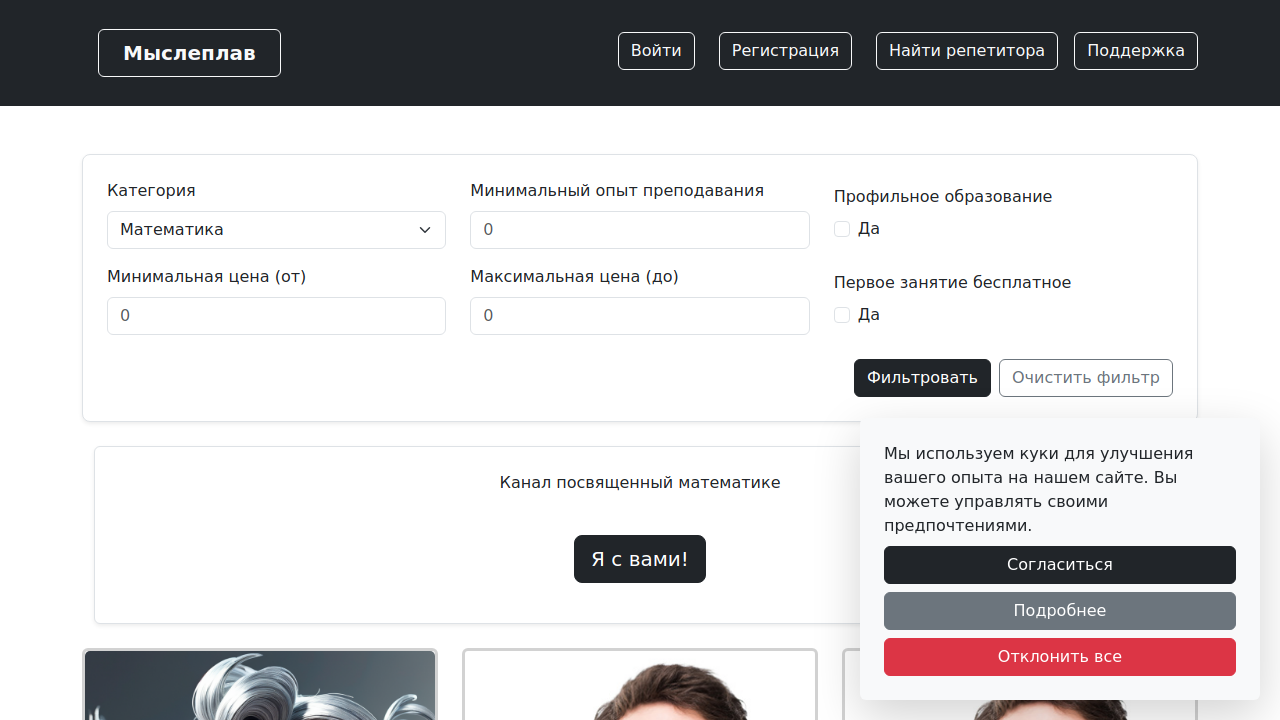 Мыслеплав
Войти
Регистрация
Найти репетитора
Поддержка
Категория
Математика
Минимальный опыт преподавания
0
Профильное образование
Да
Минимальная цена (от)
0
Максимальная цена (до)
0
Первое занятие бесплатное
Да
Фильтровать
Очистить фильтр
Канал посвященный математике
Я с вами!
Мы используем куки для улучшения
вашего опыта на нашем сайте. Вы
можете управлять своими
предпочтениями.
Согласиться
Подробнее
Отклонить все